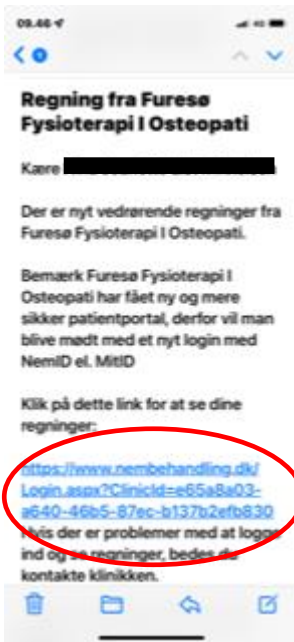 09.46
Regning fra Furesø
Fysioterapi I Osteopati
Kære
Der er nyt vedrørende regninger fra
Furesø Fysioterapi I Osteopati.
Bemærk Furesø Fysioterapi I
Osteopati har fået ny og mere
sikker patientportal, derfor vil man
blive mødt med et nyt login med
NemID el. MitID
Klik på dette link for at se dine
regninger:
https://www.nembehandling.dk/
Login.aspx?ClinicId=e65a8a03-
a640-46b5-87ec-b137b2efb830
Hvis der er problemer med at logge
ind og se regninger, bedes du
kontakte klinikken.